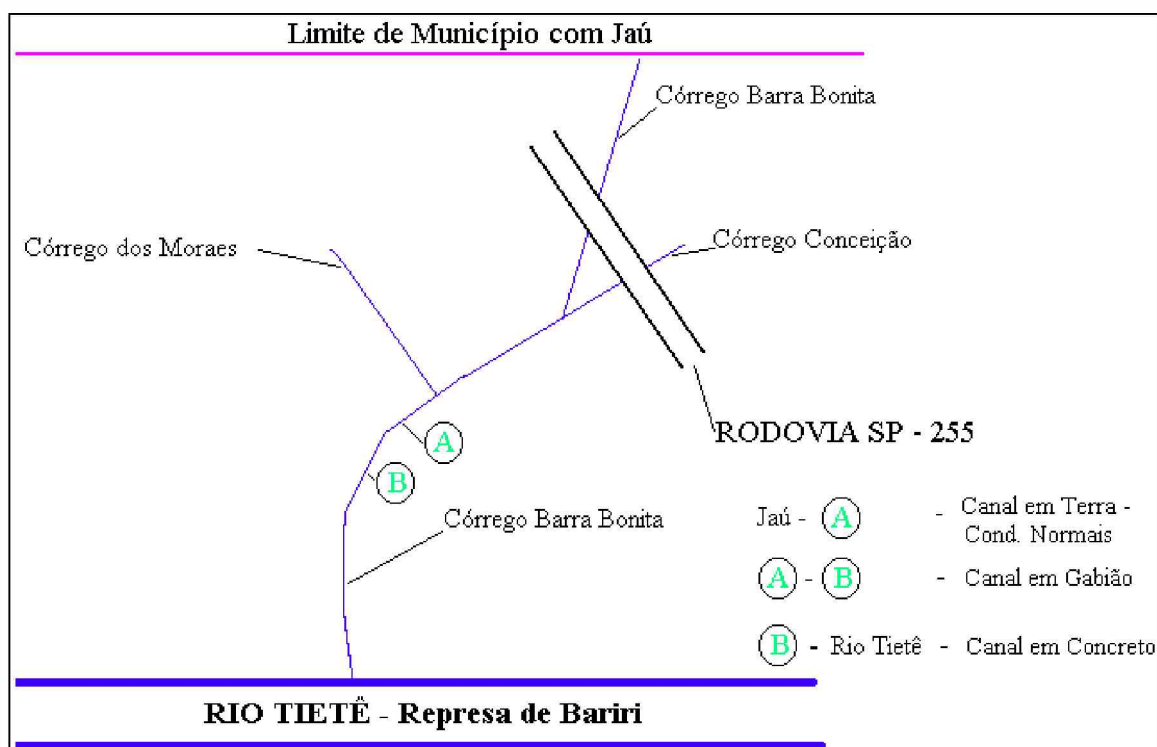 Limite de Município com Jaú
Córrego Barra Bonita
Córrego dos Moraes
Córrego Conceição
A
RODOVIA SP - 255
B
Córrego Barra Bonita
Jaú - A - Canal em Terra -
Cond. Normais
A - B - Canal em Gabião
B - Rio Tietê - Canal em Concreto
RIO TIETÊ - Represa de Bariri